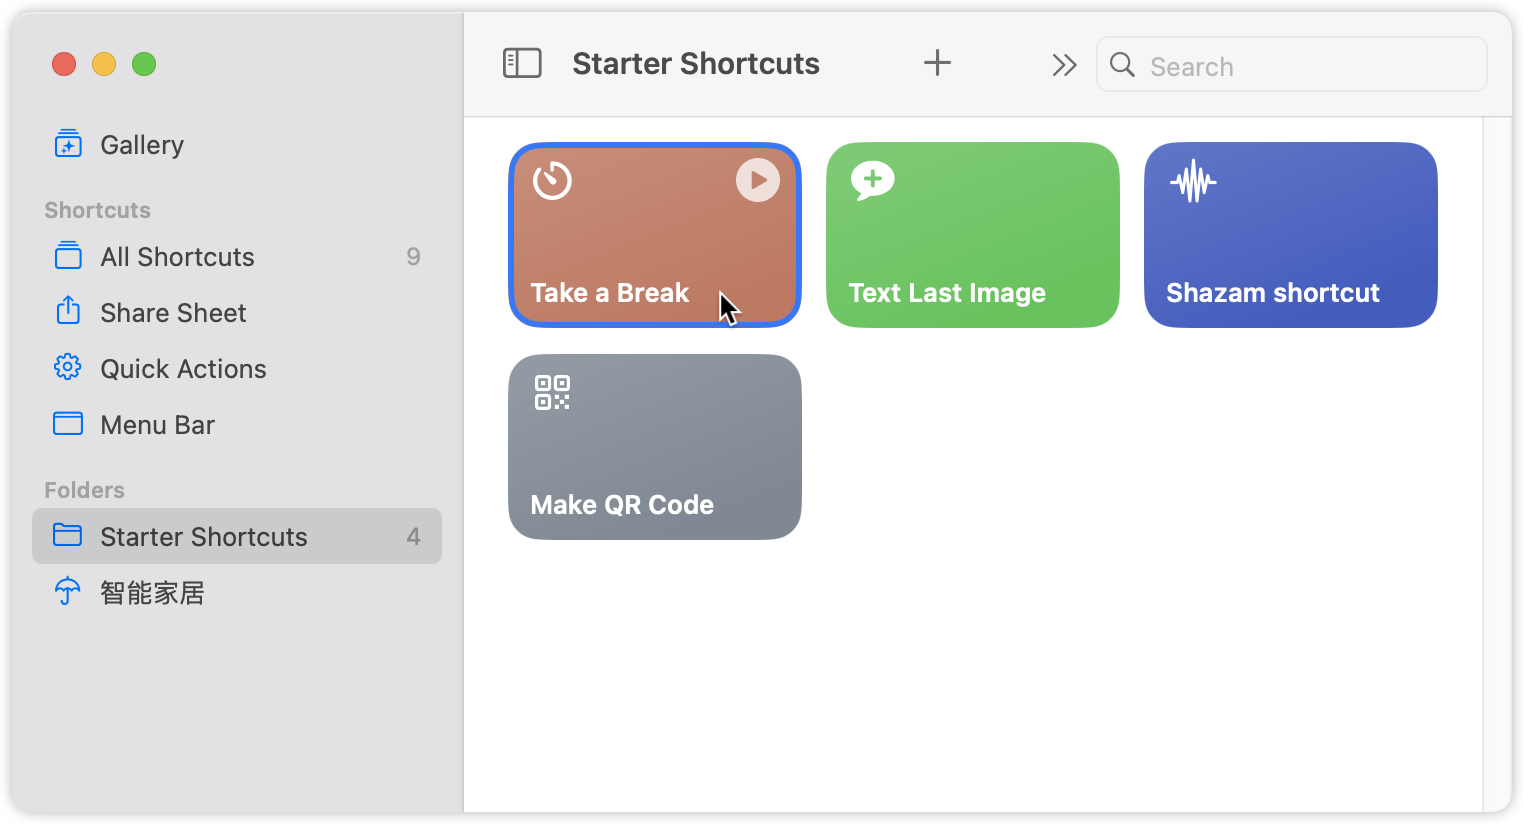 Gallery
Shortcuts
All Shortcuts 9
Share Sheet
Quick Actions
Menu Bar
Folders
Starter Shortcuts 4
智能家居
Starter Shortcuts
Search
Take a Break
Text Last Image
Shazam shortcut
Make QR Code